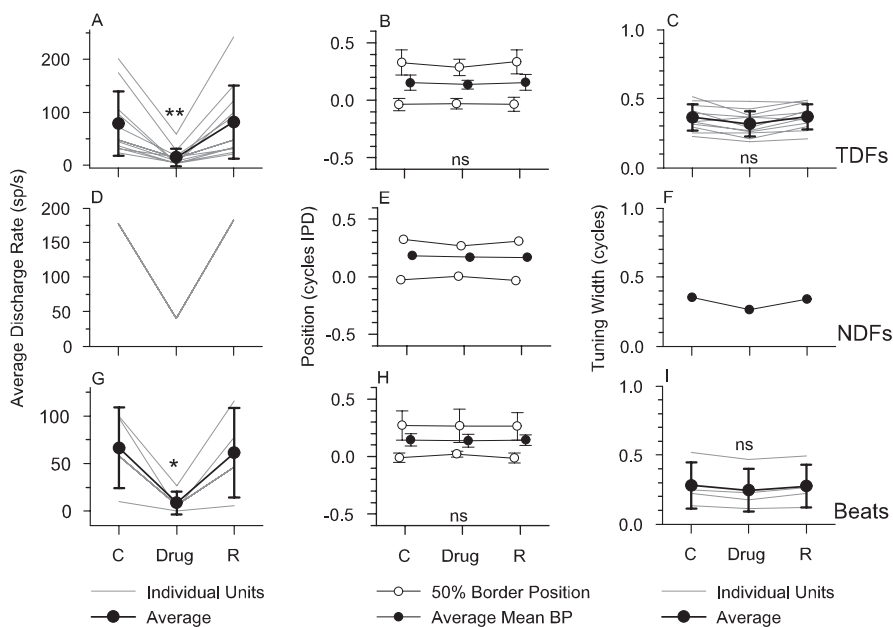 A
B
C
200
100
0
**
0.5
0.0
-0.5
ns
1.0
0.5
0.0
ns
TDFs
Average Discharge Rate (sp/s)
Position (cycles IPD)
Tuning Width (cycles)
D
E
F
200
150
100
50
0
0.5
0.0
-0.5
1.0
0.5
0.0
NDFs
G
H
I
100
50
0
*
0.5
0.0
-0.5
ns
1.0
0.5
0.0
ns
Beats
C Drug R
C Drug R
C Drug R
Individual Units
Average
50% Border Position
Average Mean BP
Individual Units
Average